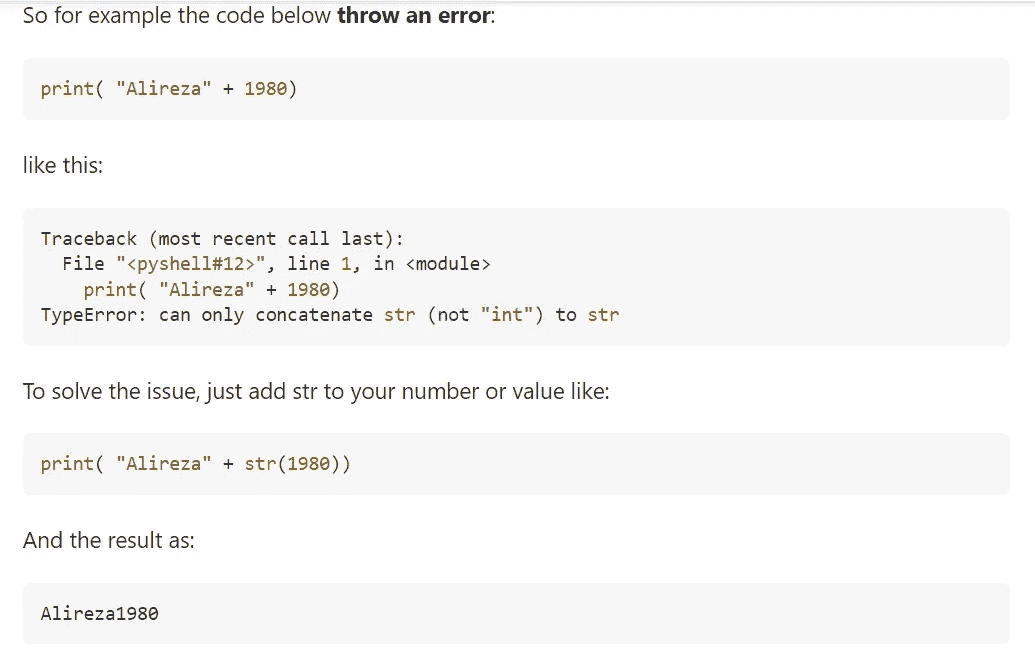 So for example the code below throw an error:
print( "Alireza" + 1980)
like this:
Traceback (most recent call last):
  File "<pyshell#12>", line 1, in <module>
    print( "Alireza" + 1980)
TypeError: can only concatenate str (not "int") to str
To solve the issue, just add str to your number or value like:
print( "Alireza" + str(1980))
And the result as:
Alireza1980